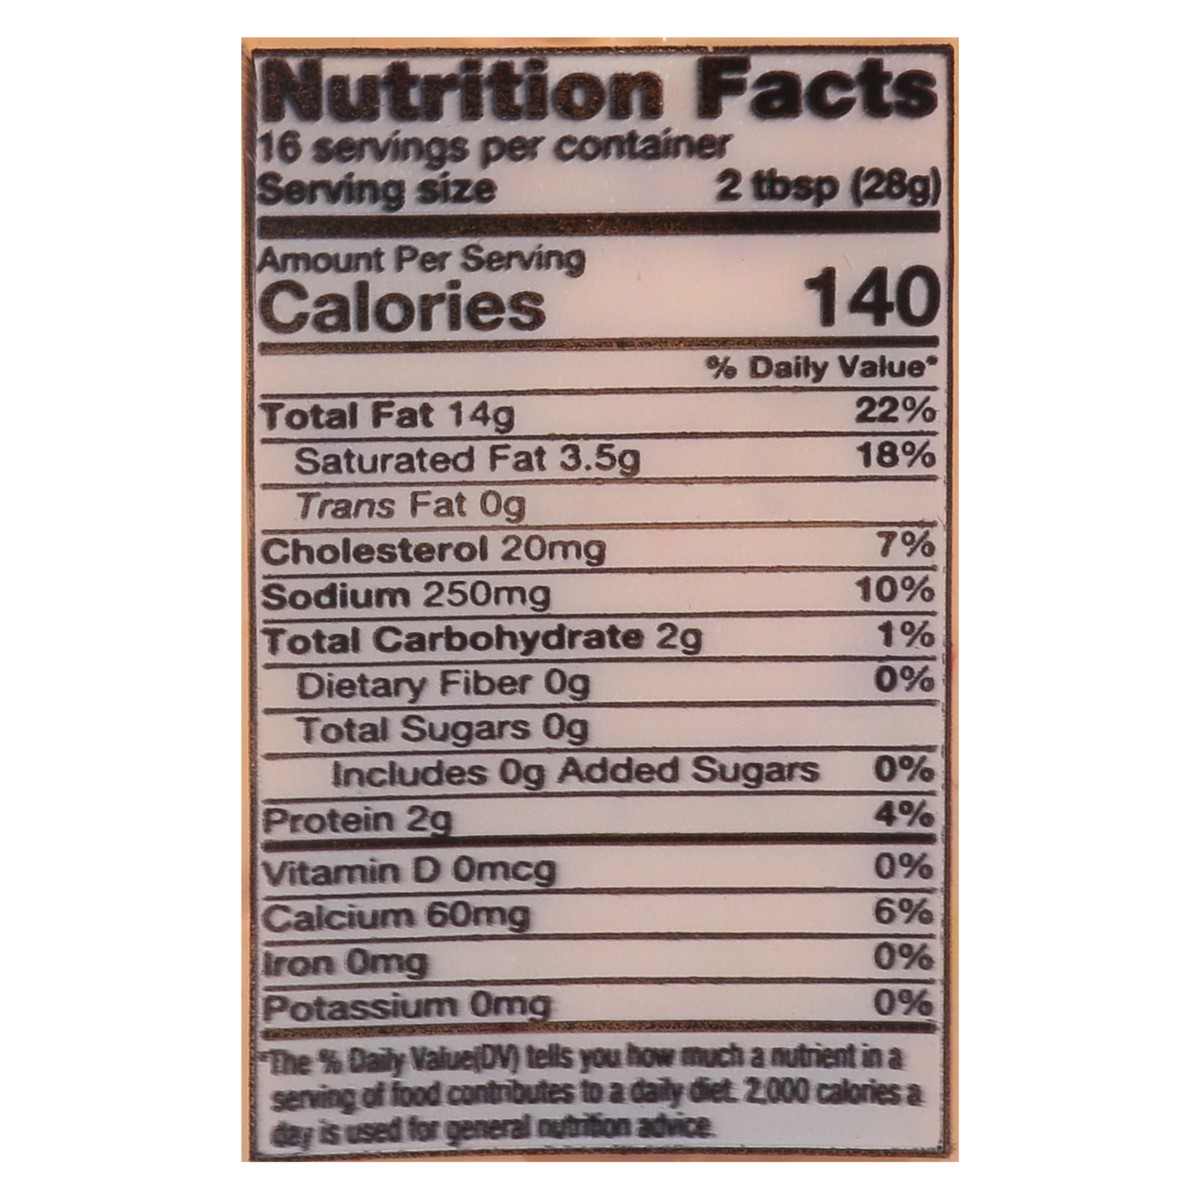 Nutrition Facts
16 servings per container
Serving size 2 tbsp (28g)
Amount Per Serving
Calories 140
% Daily Value*
Total Fat 14g 22%
Saturated Fat 3.5g 18%
Trans Fat 0g
Cholesterol 20mg 7%
Sodium 250mg 10%
Total Carbohydrate 2g 1%
Dietary Fiber 0g 0%
Total Sugars 0g
Includes 0g Added Sugars 0%
Protein 2g 4%
Vitamin D 0mcg 0%
Calcium 60mg 6%
Iron 0mg 0%
Potassium 0mg 0%
*The % Daily Value(DV) tells you how much a nutrient in a
serving of food contributes to a daily diet. 2,000 calories a
day is used for general nutrition advice.